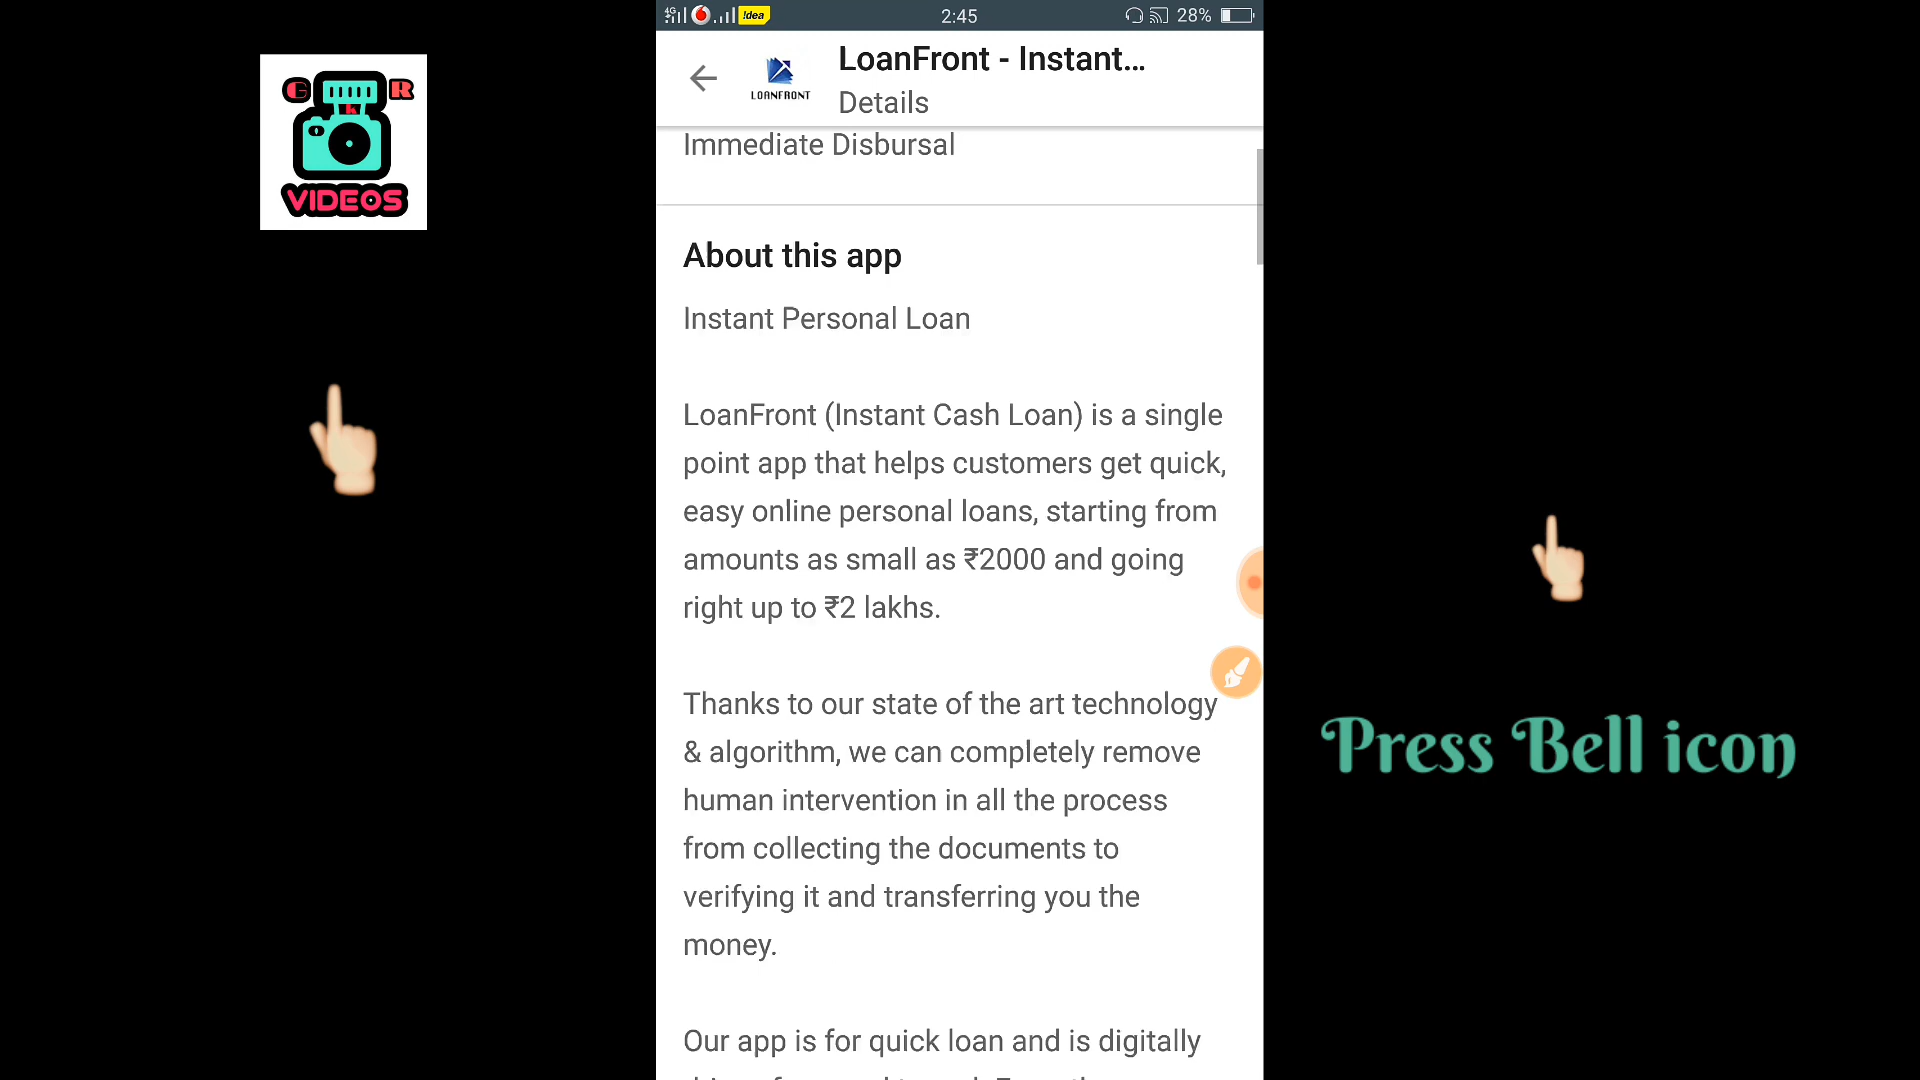 G R
VIDEOS
4G
!dea
2:45
28%
LoanFront - Instant...
Details
LOANFRONT
Immediate Disbursal
About this app
Instant Personal Loan
LoanFront (Instant Cash Loan) is a single
point app that helps customers get quick,
easy online personal loans, starting from
amounts as small as ₹2000 and going
right up to ₹2 lakhs.
Thanks to our state of the art technology
& algorithm, we can completely remove
human intervention in all the process
from collecting the documents to
verifying it and transferring you the
money.
Our app is for quick loan and is digitally
Press Bell icon